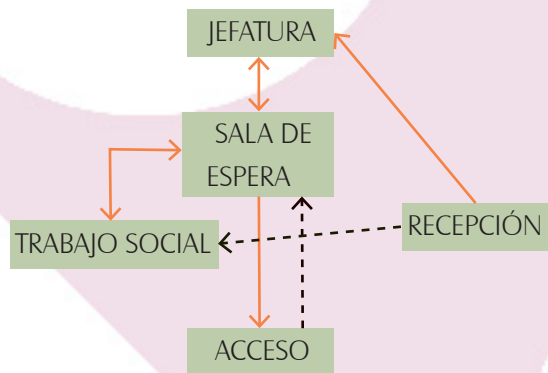 JEFATURA
SALA DE
ESPERA
TRABAJO SOCIAL
RECEPCIÓN
ACCESO